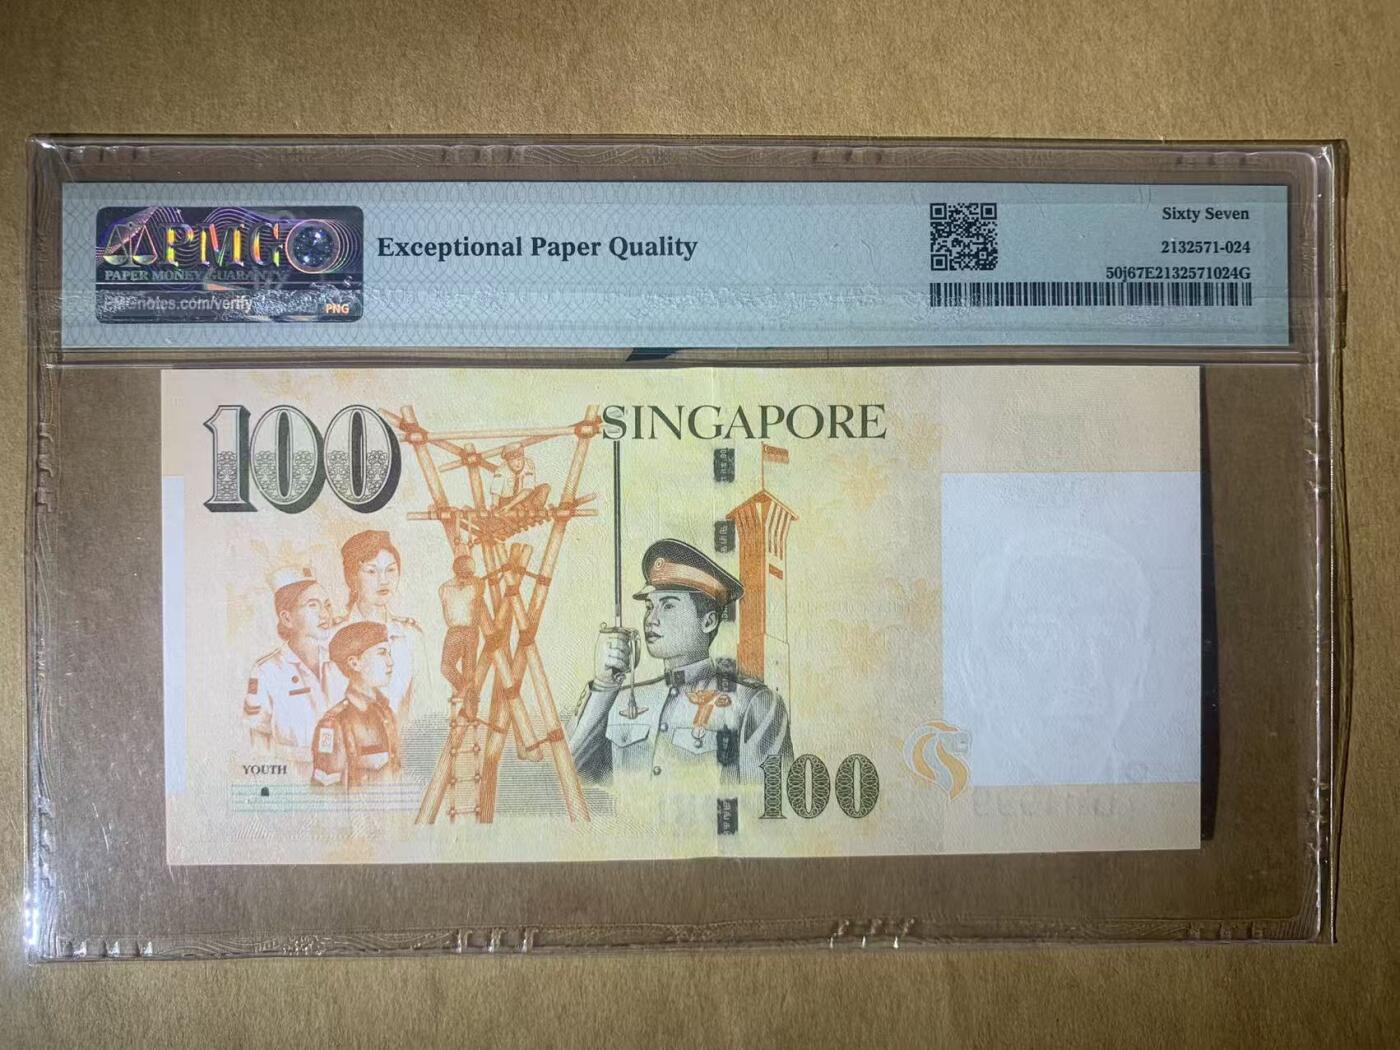 PMG
PAPER MONEY GUARANTY
PMGnotes.com/verify
PNG
Exceptional Paper Quality
Sixty Seven
2132571-024
50j67E2132571024G
100
SINGAPORE
YOUTH
100